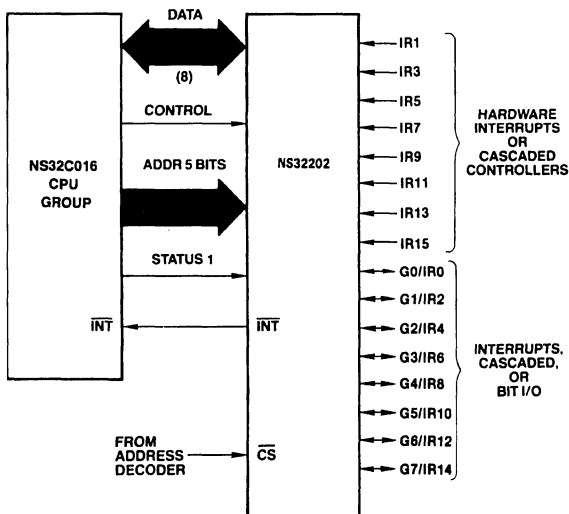 DATA
(8)
CONTROL
ADDR 5 BITS
STATUS 1
NS32C016
CPU
GROUP
INT
NS32202
INT
CS
FROM
ADDRESS
DECODER
IR1
IR3
IR5
IR7
IR9
IR11
IR13
IR15
HARDWARE
INTERRUPTS
OR
CASCADED
CONTROLLERS
G0/IR0
G1/IR2
G2/IR4
G3/IR6
G4/IR8
G5/IR10
G6/IR12
G7/IR14
INTERRUPTS,
CASCADED,
OR
BIT I/O